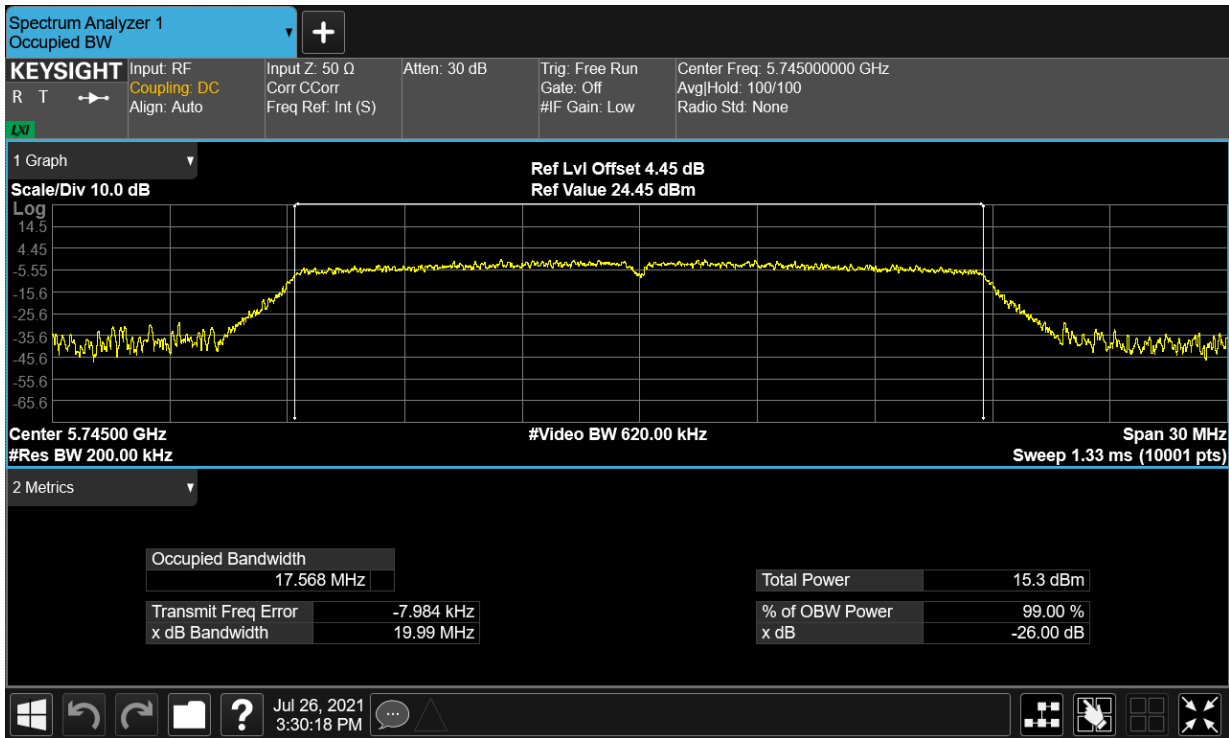 Spectrum Analyzer 1
Occupied BW
KEYSIGHT
R T
LXI
Input: RF
Coupling: DC
Align: Auto
Input Z: 50 Ω
Corr CCorr
Freq Ref: Int (S)
Atten: 30 dB
Trig: Free Run
Gate: Off
#IF Gain: Low
Center Freq: 5.745000000 GHz
Avg|Hold: 100/100
Radio Std: None
1 Graph
Scale/Div 10.0 dB
Ref Lvl Offset 4.45 dB
Ref Value 24.45 dBm
Log
14.5
4.45
-5.55
-15.6
-25.6
-35.6
-45.6
-55.6
-65.6
Center 5.74500 GHz
#Res BW 200.00 kHz
#Video BW 620.00 kHz
Span 30 MHz
Sweep 1.33 ms (10001 pts)
2 Metrics
Occupied Bandwidth
17.568 MHz
Transmit Freq Error -7.984 kHz
x dB Bandwidth 19.99 MHz
Total Power 15.3 dBm
% of OBW Power 99.00 %
x dB -26.00 dB
?
Jul 26, 2021
3:30:18 PM